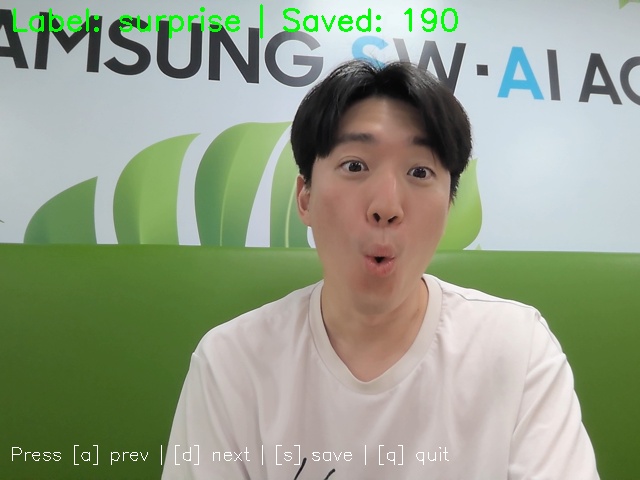 Label: surprise | Saved: 190
AMSUNG SW·AI AC
Press [a] prev | [d] next | [s] save | [q] quit